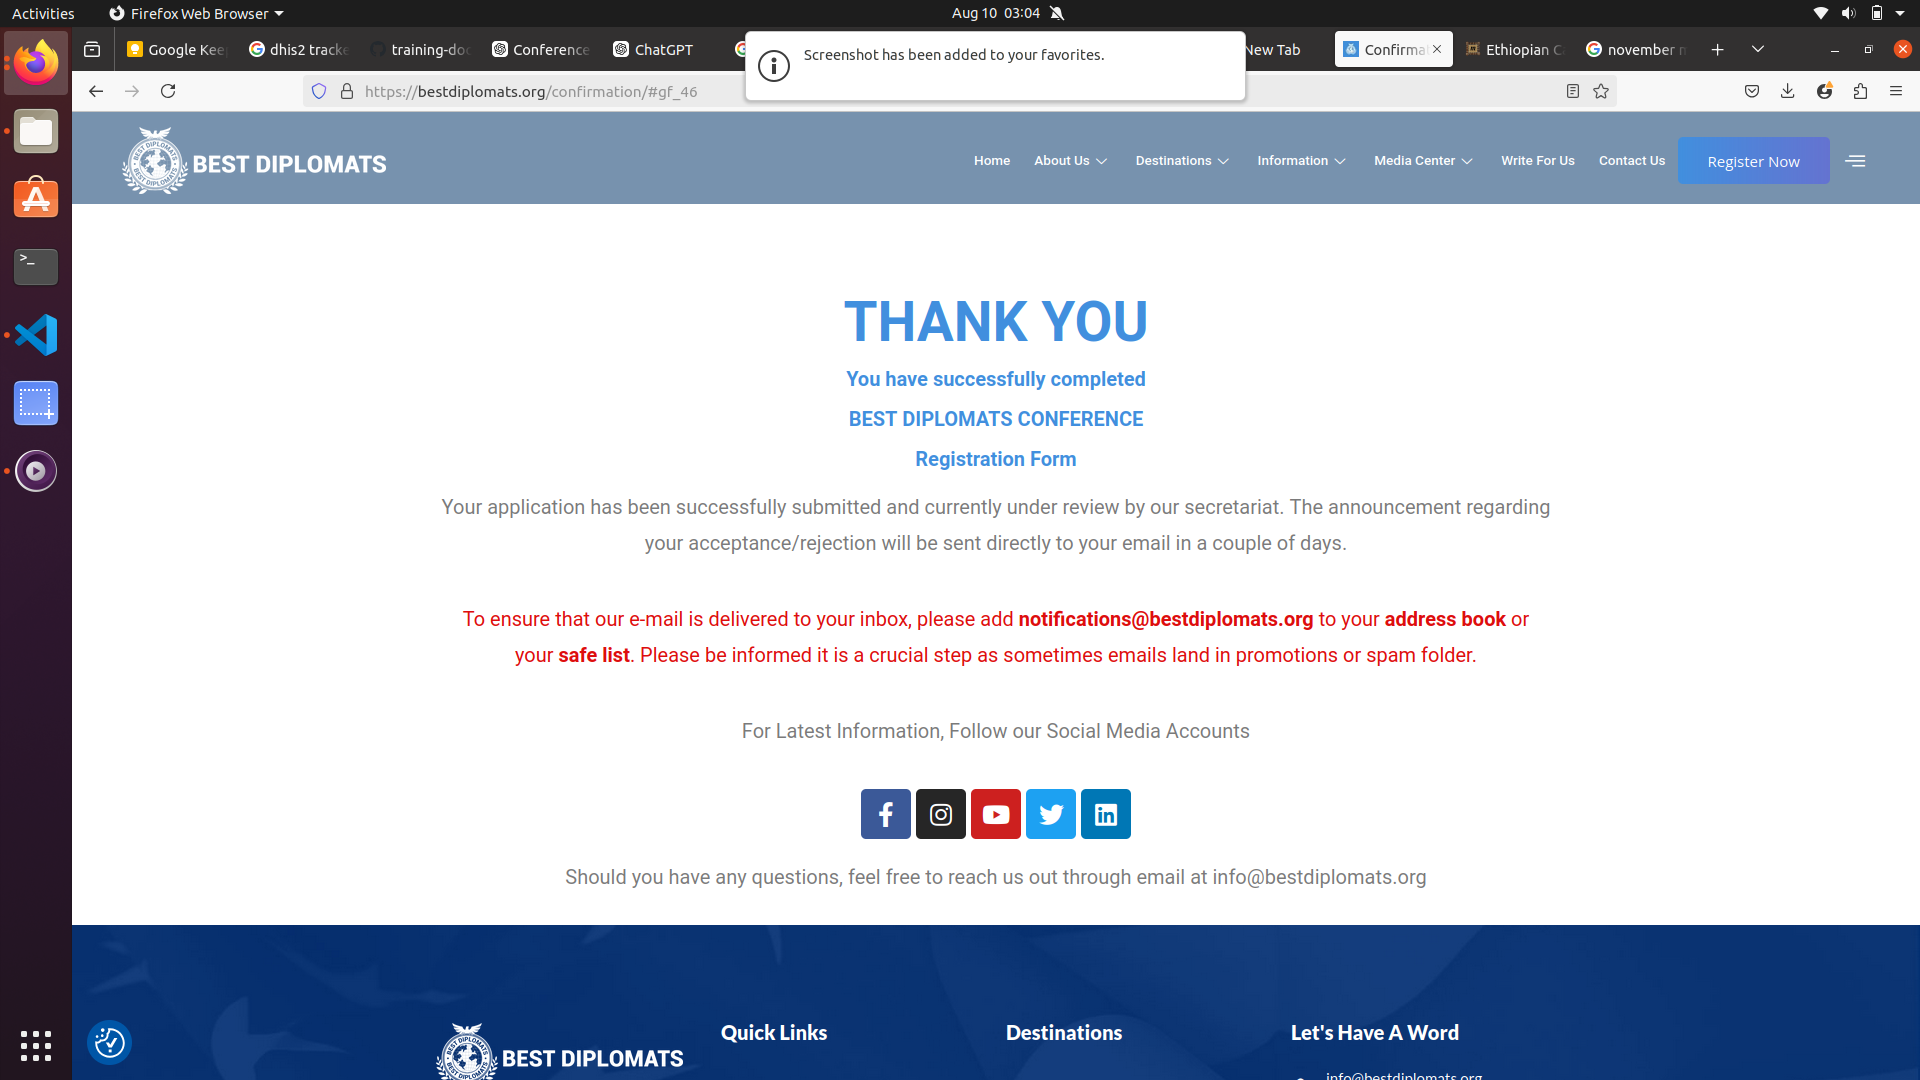 Activities
Firefox Web Browser
Aug 10 03:04
Google Keep
dhis2 tracke
training-doc
Conference
ChatGPT
New Tab
Confirma
Ethiopian C
november n
Screenshot has been added to your favorites.
https://bestdiplomats.org/confirmation/#gf_46
BEST DIPLOMATS
BEST DIPLOMATS
BEST DIPLOMATS
Home
About Us
Destinations
Information
Media Center
Write For Us
Contact Us
Register Now
THANK YOU
You have successfully completed
BEST DIPLOMATS CONFERENCE
Registration Form
Your application has been successfully submitted and currently under review by our secretariat. The announcement regarding
your acceptance/rejection will be sent directly to your email in a couple of days.
To ensure that our e-mail is delivered to your inbox, please add notifications@bestdiplomats.org to your address book or
your safe list. Please be informed it is a crucial step as sometimes emails land in promotions or spam folder.
For Latest Information, Follow our Social Media Accounts
Should you have any questions, feel free to reach us out through email at info@bestdiplomats.org
BEST DIPLOMATS
Quick Links
Destinations
Let's Have A Word
info@bestdiplomats.org